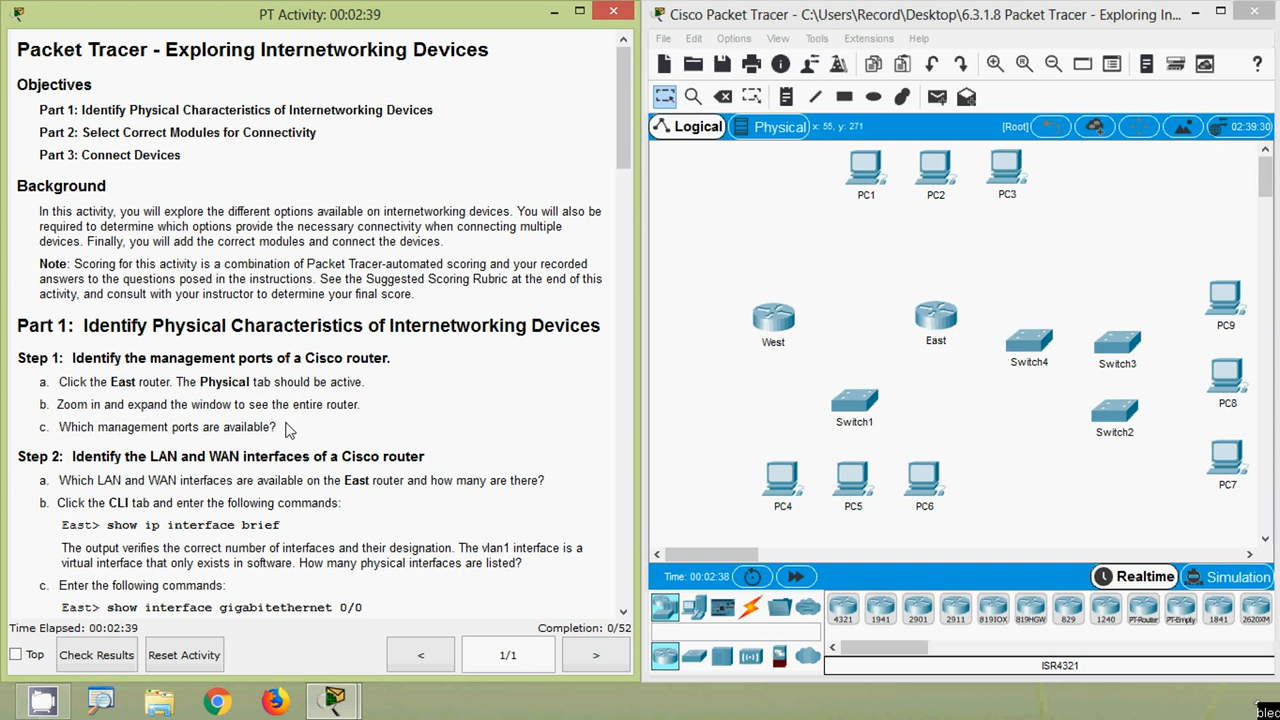 PT Activity: 00:02:39
Packet Tracer - Exploring Internetworking Devices
Objectives
Part 1: Identify Physical Characteristics of Internetworking Devices
Part 2: Select Correct Modules for Connectivity
Part 3: Connect Devices
Background
In this activity, you will explore the different options available on internetworking devices. You will also be
required to determine which options provide the necessary connectivity when connecting multiple
devices. Finally, you will add the correct modules and connect the devices.
Note: Scoring for this activity is a combination of Packet Tracer-automated scoring and your recorded
answers to the questions posed in the instructions. See the Suggested Scoring Rubric at the end of this
activity, and consult with your instructor to determine your final score.
Part 1: Identify Physical Characteristics of Internetworking Devices
Step 1: Identify the management ports of a Cisco router.
a. Click the East router. The Physical tab should be active.
b. Zoom in and expand the window to see the entire router.
c. Which management ports are available?
Step 2: Identify the LAN and WAN interfaces of a Cisco router
a. Which LAN and WAN interfaces are available on the East router and how many are there?
b. Click the CLI tab and enter the following commands:
East> show ip interface brief
The output verifies the correct number of interfaces and their designation. The vlan1 interface is a
virtual interface that only exists in software. How many physical interfaces are listed?
c. Enter the following commands:
East> show interface gigabitethernet 0/0
Time Elapsed: 00:02:39
Completion: 0/52
Top
Check Results
Reset Activity
<
1/1
>
Cisco Packet Tracer - C:\Users\Record\Desktop\6.3.1.8 Packet Tracer - Exploring In...
File Edit Options View Tools Extensions Help
Logical
Physical
x: 55, y: 271
[Root]
02:39:30
PC1
PC2
PC3
West
East
Switch4
Switch3
PC9
PC8
Switch1
Switch2
PC7
PC4
PC5
PC6
Time: 00:02:38
Realtime
Simulation
4321
1941
2901
2911
819IOX
819HGW
829
1240
PT-Router
PT-Empty
1841
2620XM
ISR4321
blec